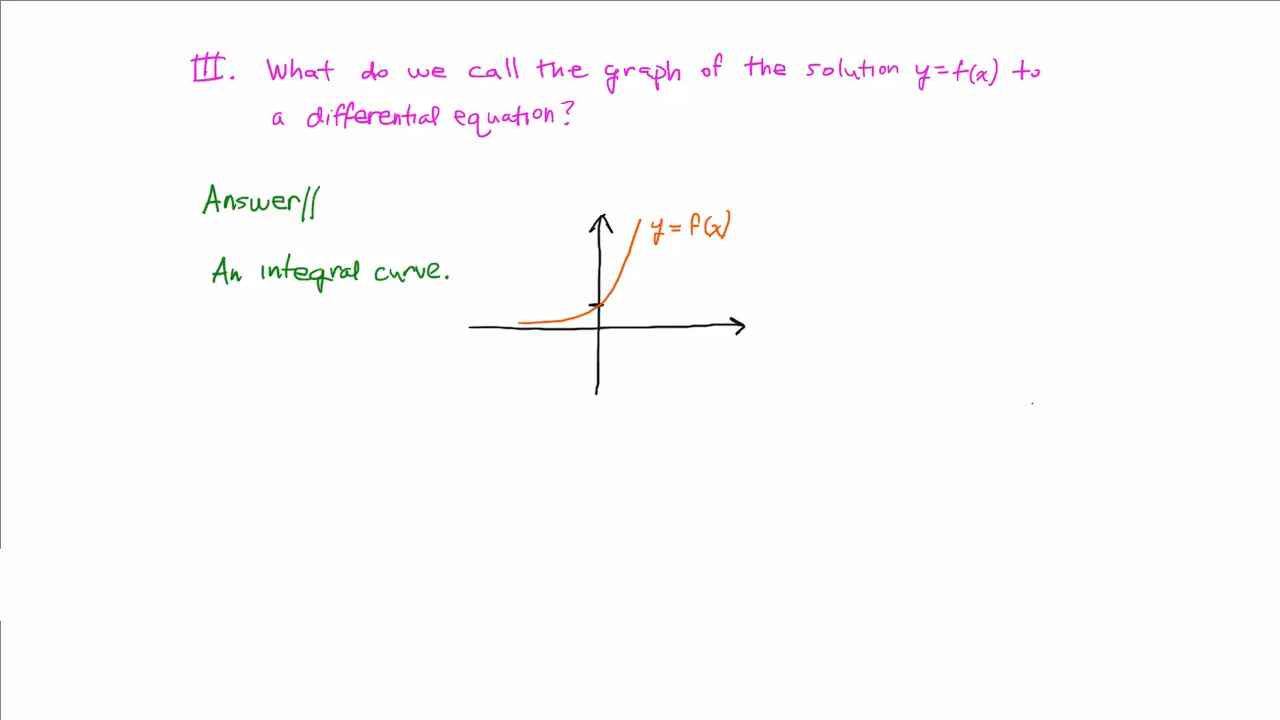 III. What do we call the graph of the solution y=f(x) to
a differential equation?
Answer//
y=f(x)
An integral curve.